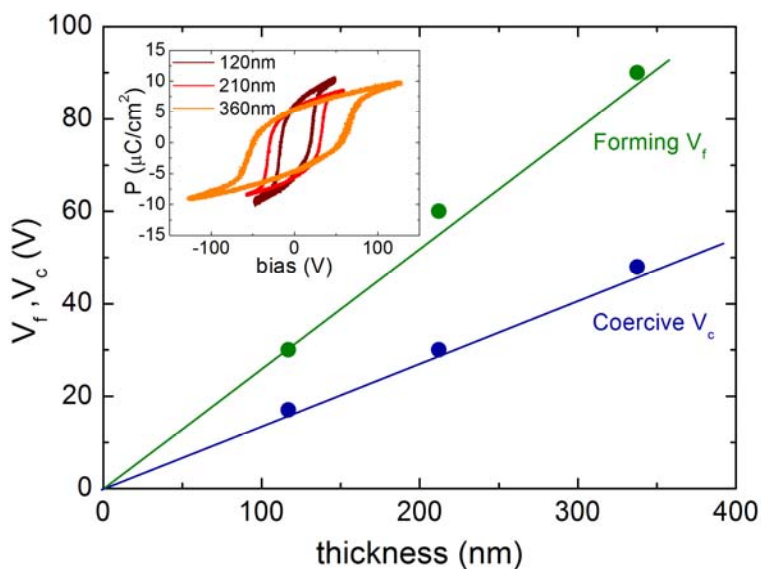 100
80
60
40
20
0
V_f, V_c (V)
0
100
200
300
400
thickness (nm)
Forming V_f
Coercive V_c
15
10
5
0
-5
-10
-15
P (μC/cm²)
120nm
210nm
360nm
-100
0
100
bias (V)